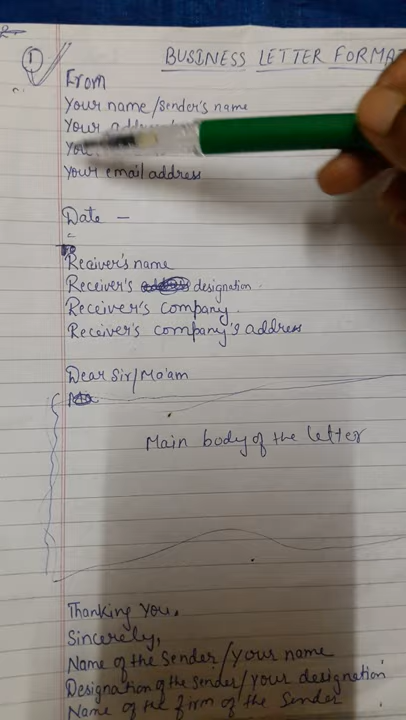 ①
BUSINESS LETTER FORMA
From
Your name/Sender's name
Your
You
Your email address
Date –
To
Receiver's name
Receiver's designation.
Receiver's company.
Receiver's company's address
Dear Sir/Ma'am
Main body of the letter
Thanking you.
Sincerely,
Name of the Sender/Your name
Designation of the sender/your designation
Name of the firm of the Sender